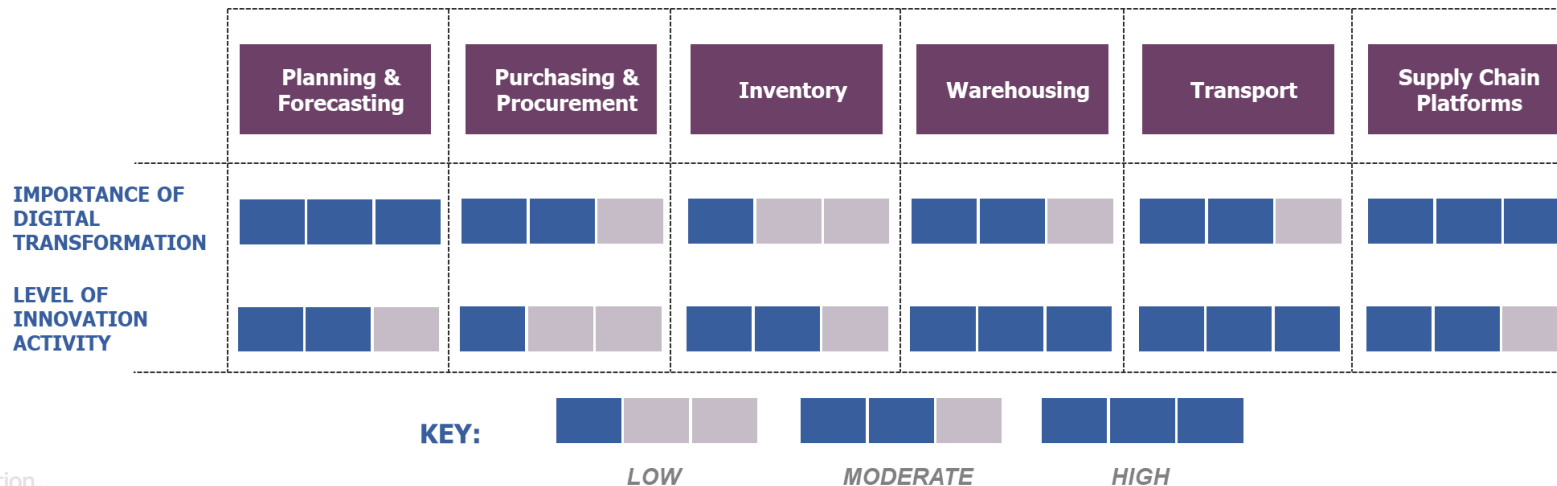 Planning &
Forecasting
Purchasing &
Procurement
Inventory
Warehousing
Transport
Supply Chain
Platforms
IMPORTANCE OF
DIGITAL
TRANSFORMATION
LEVEL OF
INNOVATION
ACTIVITY
KEY:
LOW
MODERATE
HIGH